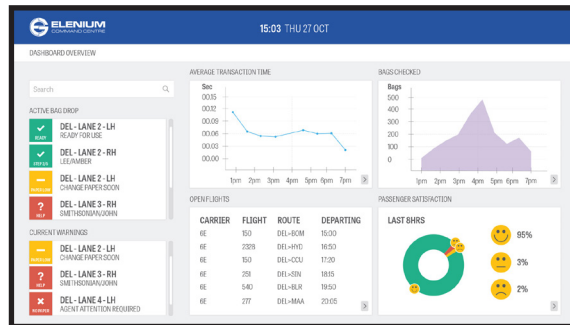 ELENIUM
COMMAND CENTRE
15:03 THU 27 OCT
DASHBOARD OVERVIEW
Search
ACTIVE BAG DROP
READY
DEL - LANE 2 - LH
READY FOR USE
DEL - LANE 2 - RH
LEE/AMBER
DEL - LANE 2 - LH
CHANGE PAPER SOON
?
HELP
DEL - LANE 3 - RH
SMITHSONIAN/JOHN
CURRENT WARNINGS
DEL - LANE 2 - LH
CHANGE PAPER SOON
?
HELP
DEL - LANE 3 - RH
SMITHSONIAN/JOHN
DEL - LANE 4 - LH
AGENT ATTENTION REQUIRED
AVERAGE TRANSACTION TIME
Sec
00.15
00.12
00.09
00.06
00.03
00.00
1pm 2pm 3pm 4pm 5pm 6pm 7pm
BAGS CHECKED
Bags
500
400
300
200
100
0
1pm 2pm 3pm 4pm 5pm 6pm 7pm
OPEN FLIGHTS
CARRIER FLIGHT ROUTE DEPARTING
6E 150 DEL>BOM 15:00
6E 2328 DEL>HYD 16:50
6E 150 DEL>CCU 17:20
6E 251 DEL>SIN 18:15
6E 540 DEL>BLR 19:50
6E 277 DEL>MAA 20:05
PASSENGER SATISFACTION
LAST 8HRS
95%
3%
2%